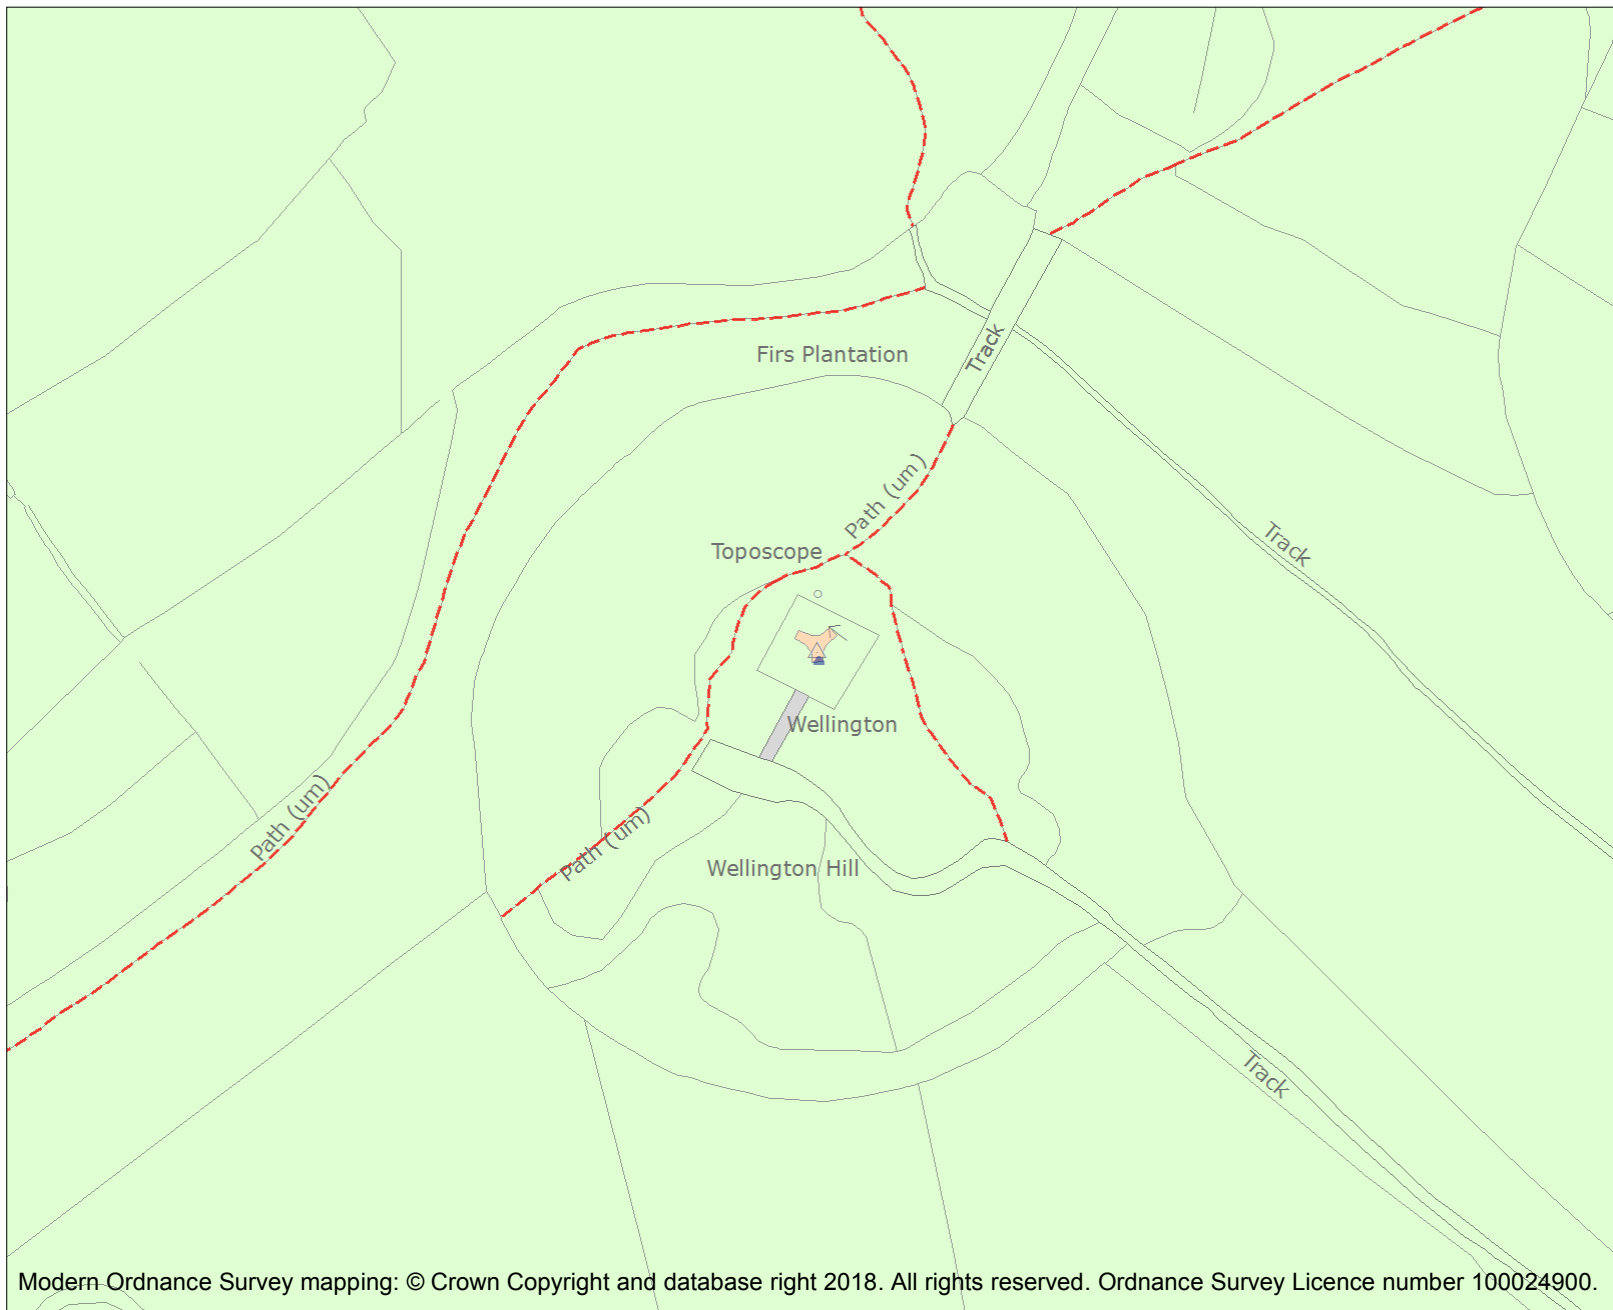 Firs Plantation
Track
Path (um)
Toposcope
Track
Wellington
Path (um)
Path (um)
Wellington Hill
Track
Modern Ordnance Survey mapping: © Crown Copyright and database right 2018. All rights reserved. Ordnance Survey Licence number 100024900.